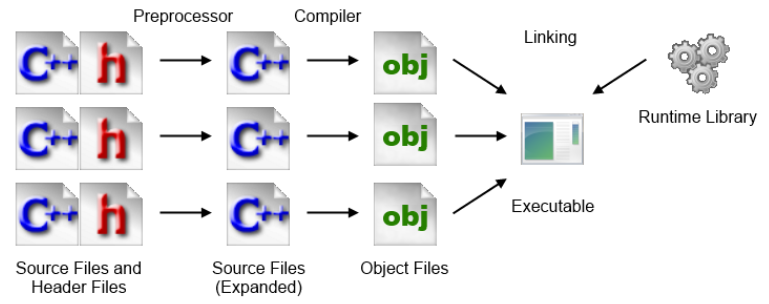 Preprocessor
Compiler
Linking
C++ h
C++
obj
Runtime Library
C++ h
C++
obj
C++ h
C++
obj
Executable
Source Files and
Header Files
Source Files
(Expanded)
Object Files